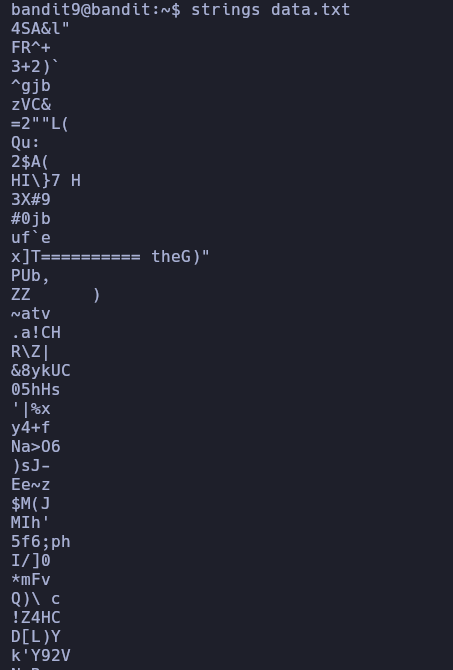 bandit9@bandit:~$ strings data.txt
4SA&l"
FR^+
3+2)`
^gjb
zVC&
=2""L(
Qu:
2$A(
HI\}7 H
3X#9
#0jb
uf`e
x]T========== theG)"
PUb,
ZZ      )
~atv
.a!CH
R\Z|
&8ykUC
05hHs
'|%x
y4+f
Na>O6
)sJ-
Ee~z
$M(J
MIh'
5f6;ph
I/]0
*mFv
Q)\ c
!Z4HC
D[L)Y
k'Y92V